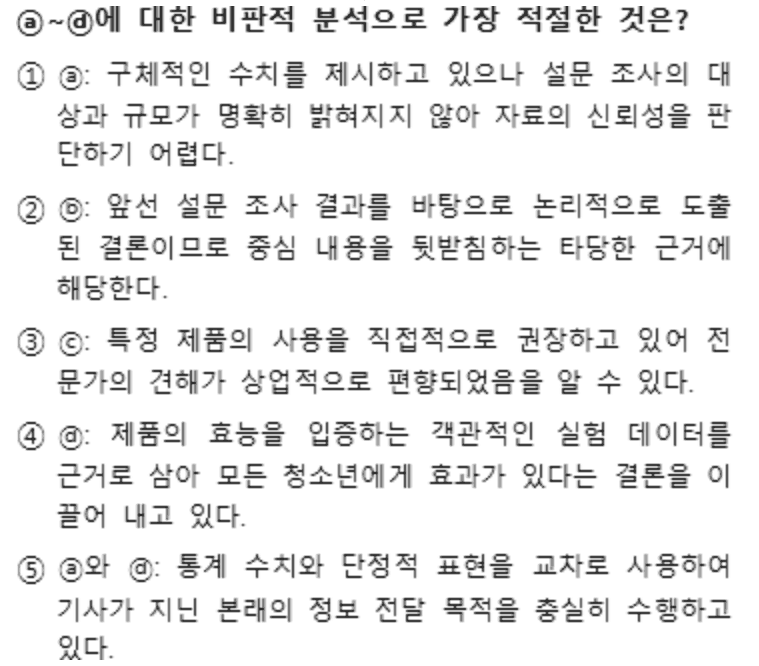 ⓐ~ⓓ에 대한 비판적 분석으로 가장 적절한 것은?
① ⓐ: 구체적인 수치를 제시하고 있으나 설문 조사의 대
상과 규모가 명확히 밝혀지지 않아 자료의 신뢰성을 판
단하기 어렵다.
② ⓑ: 앞선 설문 조사 결과를 바탕으로 논리적으로 도출
된 결론이므로 중심 내용을 뒷받침하는 타당한 근거에
해당한다.
③ ⓒ: 특정 제품의 사용을 직접적으로 권장하고 있어 전
문가의 견해가 상업적으로 편향되었음을 알 수 있다.
④ ⓓ: 제품의 효능을 입증하는 객관적인 실험 데이터를
근거로 삼아 모든 청소년에게 효과가 있다는 결론을 이
끌어 내고 있다.
⑤ ⓐ와 ⓓ: 통계 수치와 단정적 표현을 교차로 사용하여
기사가 지닌 본래의 정보 전달 목적을 충실히 수행하고
있다.